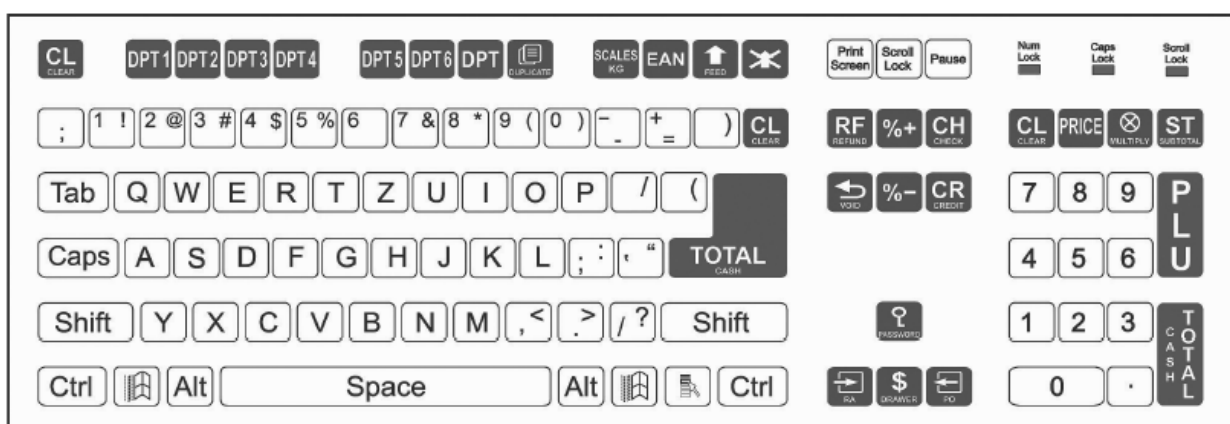 CL DPT1 DPT2 DPT3 DPT4 DPT5 DPT6 DPT SCALES EAN Print Screen Scroll Lock Pause Num Lock Caps Lock Scroll Lock
CLEAR DUPLICATE KG FEED
; 1 ! 2 @ 3 # 4 $ 5 % 6 7 & 8 * 9 ( 0 ) - _ + = ) CL RF %+ CH CL PRICE ⊗ ST
CLEAR REFUND CHECK CLEAR MULTIPLY SUBTOTAL
Tab Q W E R T Z U I O P / ( %- CR 7 8 9 PLU
VOID CREDIT
Caps A S D F G H J K L ; : ‘ “ TOTAL 4 5 6
CASH
Shift Y X C V B N M , < . > / ? Shift 1 2 3 CASH TOTAL
PASSWORD
Ctrl Alt Space Alt Ctrl $ 0 .
RA DRAWER PO